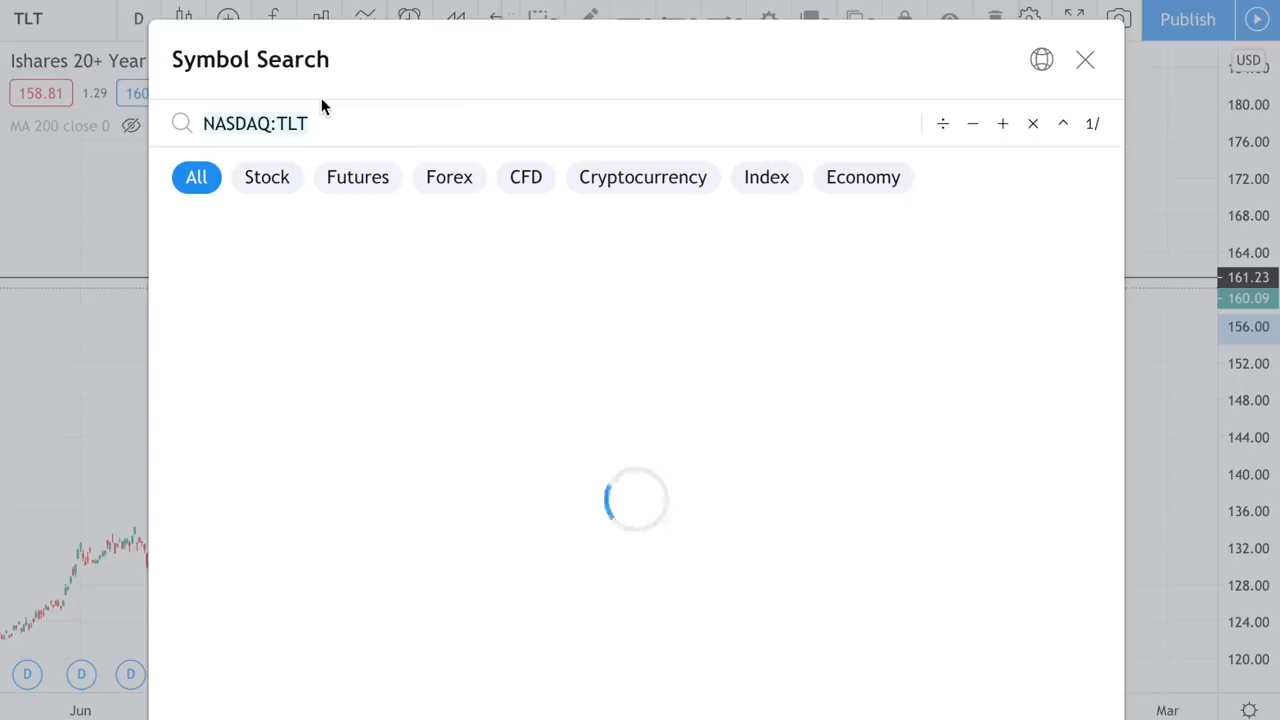 TLT D Publish
Symbol Search
Ishares 20+ Year
USD
158.81 1.29 160
MA 200 close 0
NASDAQ:TLT ÷ − + × ^ 1/
All Stock Futures Forex CFD Cryptocurrency Index Economy
180.00
176.00
172.00
168.00
164.00
161.23
160.09
156.00
152.00
148.00
144.00
140.00
136.00
132.00
128.00
124.00
120.00
D D D
Jun Mar